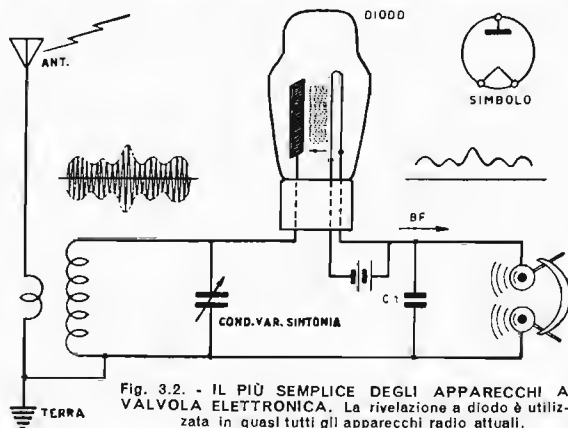 DIODO
ANT.
SIMBOLO
BF
C t
COND. VAR. SINTONIA
TERRA
Fig. 3.2. - IL PIÙ SEMPLICE DEGLI APPARECCHI A
VALVOLA ELETTRONICA. La rivelazione a diodo è utiliz-
zata in quasi tutti gli apparecchi radio attuali.